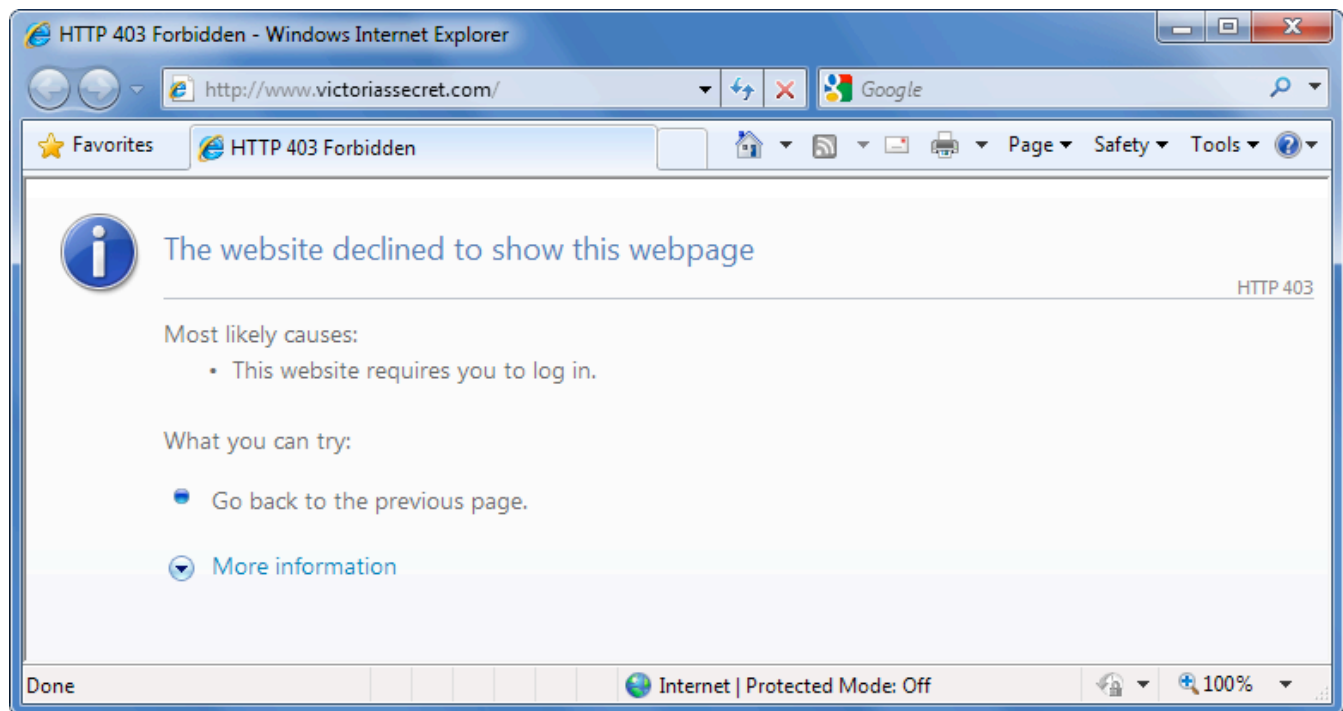 HTTP 403 Forbidden - Windows Internet Explorer
http://www.victoriassecret.com/
Google
Favorites
HTTP 403 Forbidden
Page
Safety
Tools
The website declined to show this webpage
HTTP 403
Most likely causes:
• This website requires you to log in.
What you can try:
Go back to the previous page.
More information
Done
Internet | Protected Mode: Off
100%